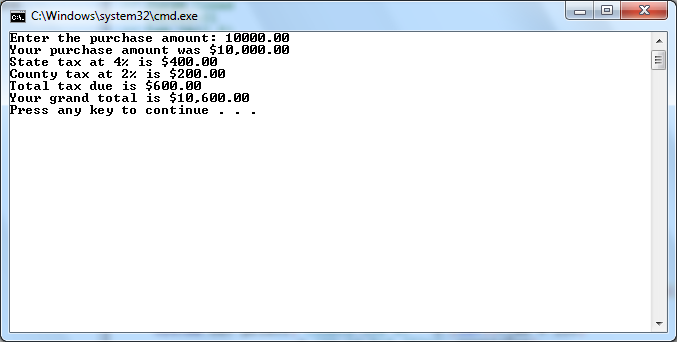 C:\Windows\system32\cmd.exe
Enter the purchase amount: 10000.00
Your purchase amount was $10,000.00
State tax at 4% is $400.00
County tax at 2% is $200.00
Total tax due is $600.00
Your grand total is $10,600.00
Press any key to continue . . .